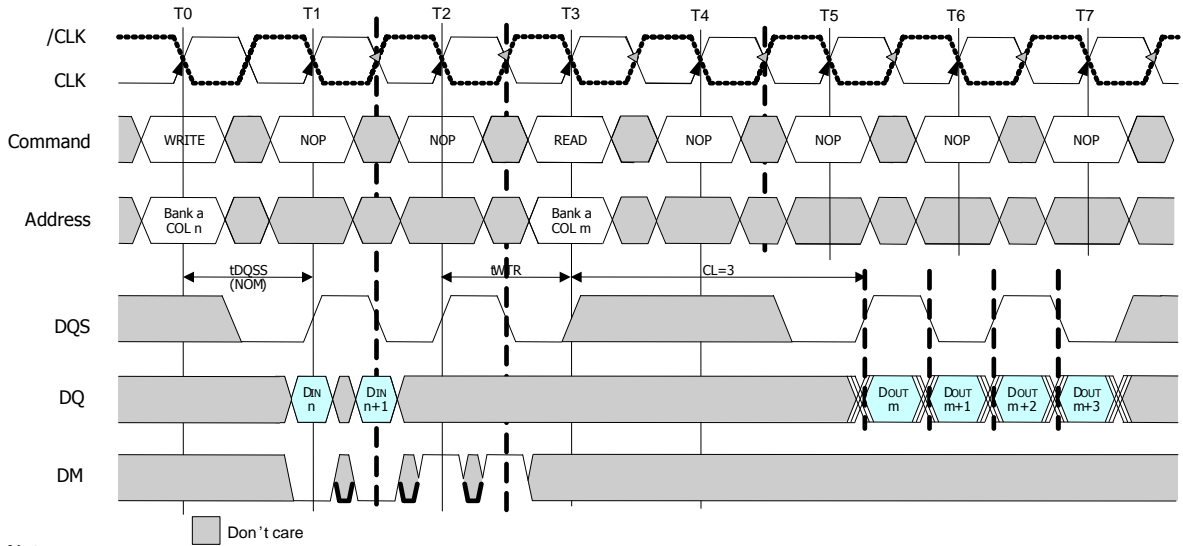 T0 T1 T2 T3 T4 T5 T6 T7
/CLK
CLK
Command WRITE NOP NOP READ NOP NOP NOP NOP
Address Bank a Bank a
COL n COL m
tDQSS tWTR CL=3
(NOM)
DQS
DQ DIN DIN DOUT DOUT DOUT DOUT
n n+1 m m+1 m+2 m+3
DM
Don't care